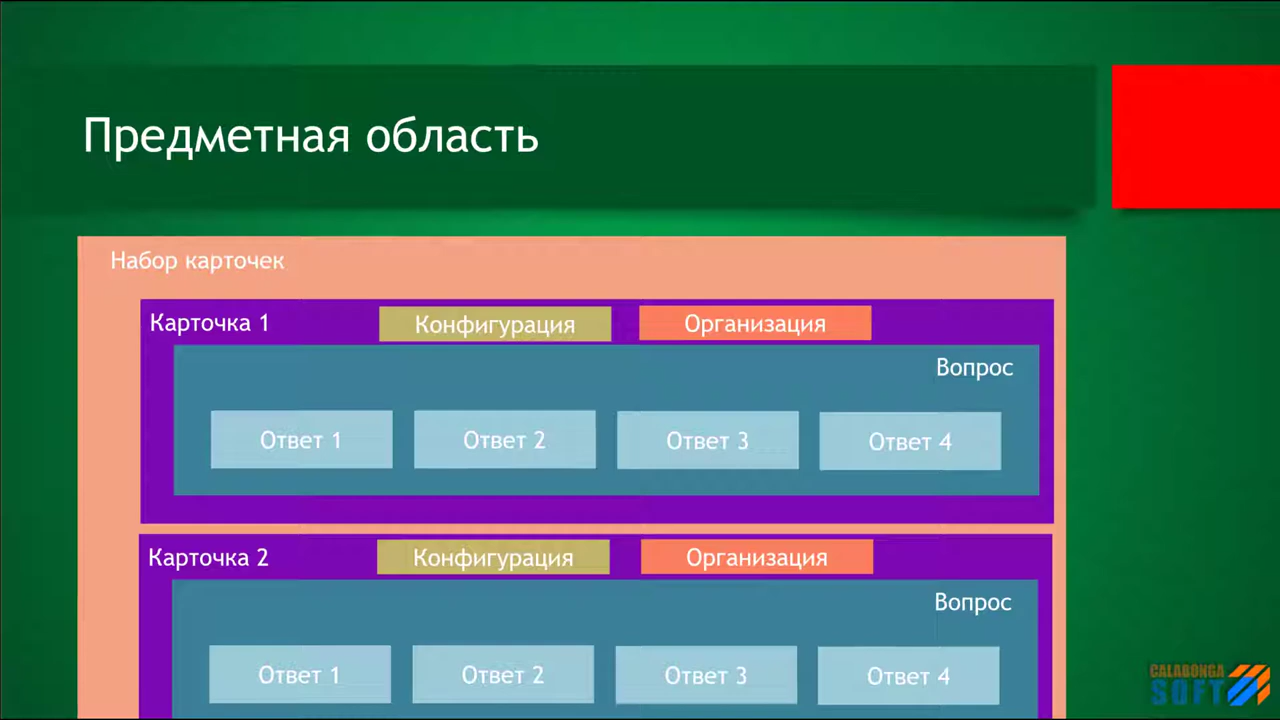 Предметная область
Набор карточек
Карточка 1
Конфигурация
Организация
Вопрос
Ответ 1
Ответ 2
Ответ 3
Ответ 4
Карточка 2
Конфигурация
Организация
Вопрос
Ответ 1
Ответ 2
Ответ 3
Ответ 4
CALABONGA
SOFT